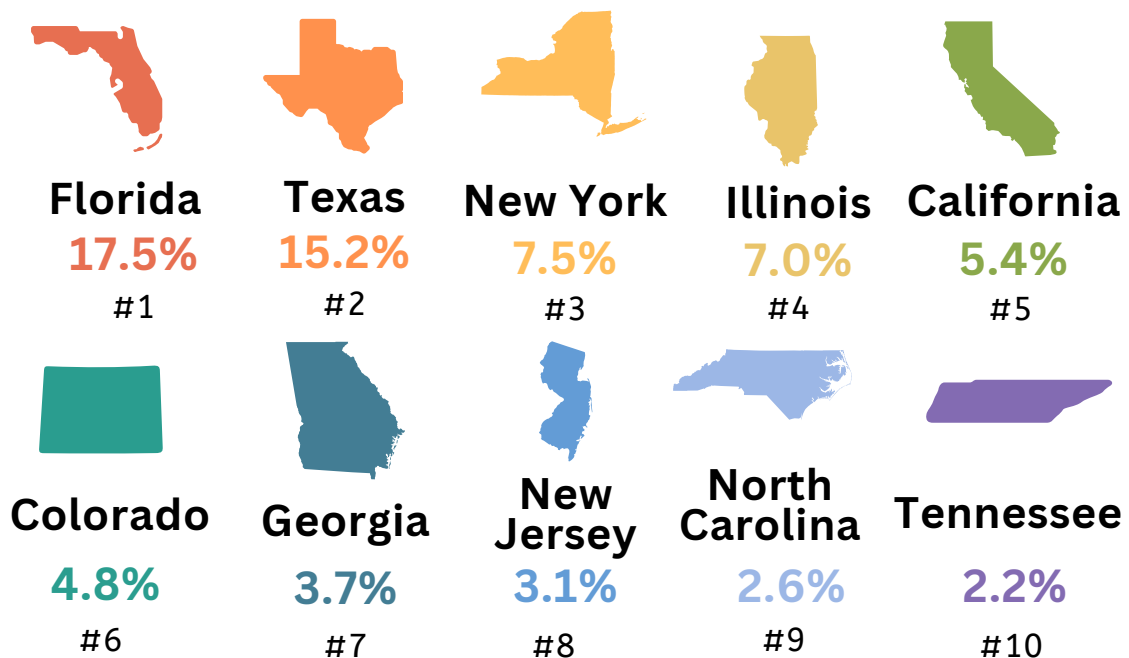 Florida
17.5%
#1
Texas
15.2%
#2
New York
7.5%
#3
Illinois
7.0%
#4
California
5.4%
#5
Colorado
4.8%
#6
Georgia
3.7%
#7
New
Jersey
3.1%
#8
North
Carolina
2.6%
#9
Tennessee
2.2%
#10